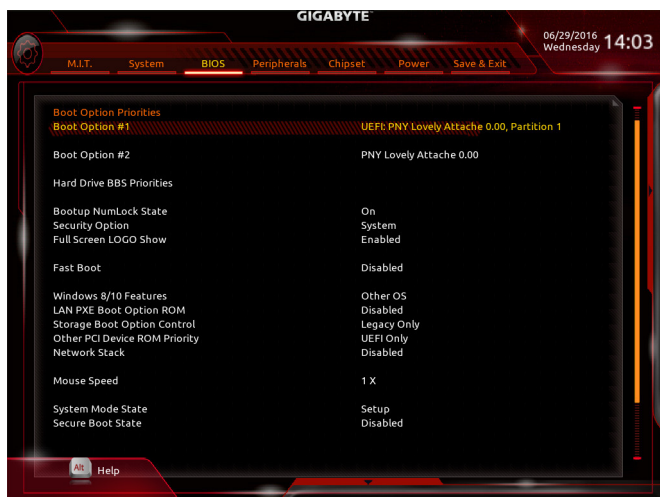 GIGABYTE
06/29/2016 Wednesday 14:03
M.I.T. System BIOS Peripherals Chipset Power Save & Exit
Boot Option Priorities
Boot Option #1 UEFI: PNY Lovely Attache 0.00, Partition 1
Boot Option #2 PNY Lovely Attache 0.00
Hard Drive BBS Priorities
Bootup NumLock State On
Security Option System
Full Screen LOGO Show Enabled
Fast Boot Disabled
Windows 8/10 Features Other OS
LAN PXE Boot Option ROM Disabled
Storage Boot Option Control Legacy Only
Other PCI Device ROM Priority UEFI Only
Network Stack Disabled
Mouse Speed 1 X
System Mode State Setup
Secure Boot State Disabled
Alt Help